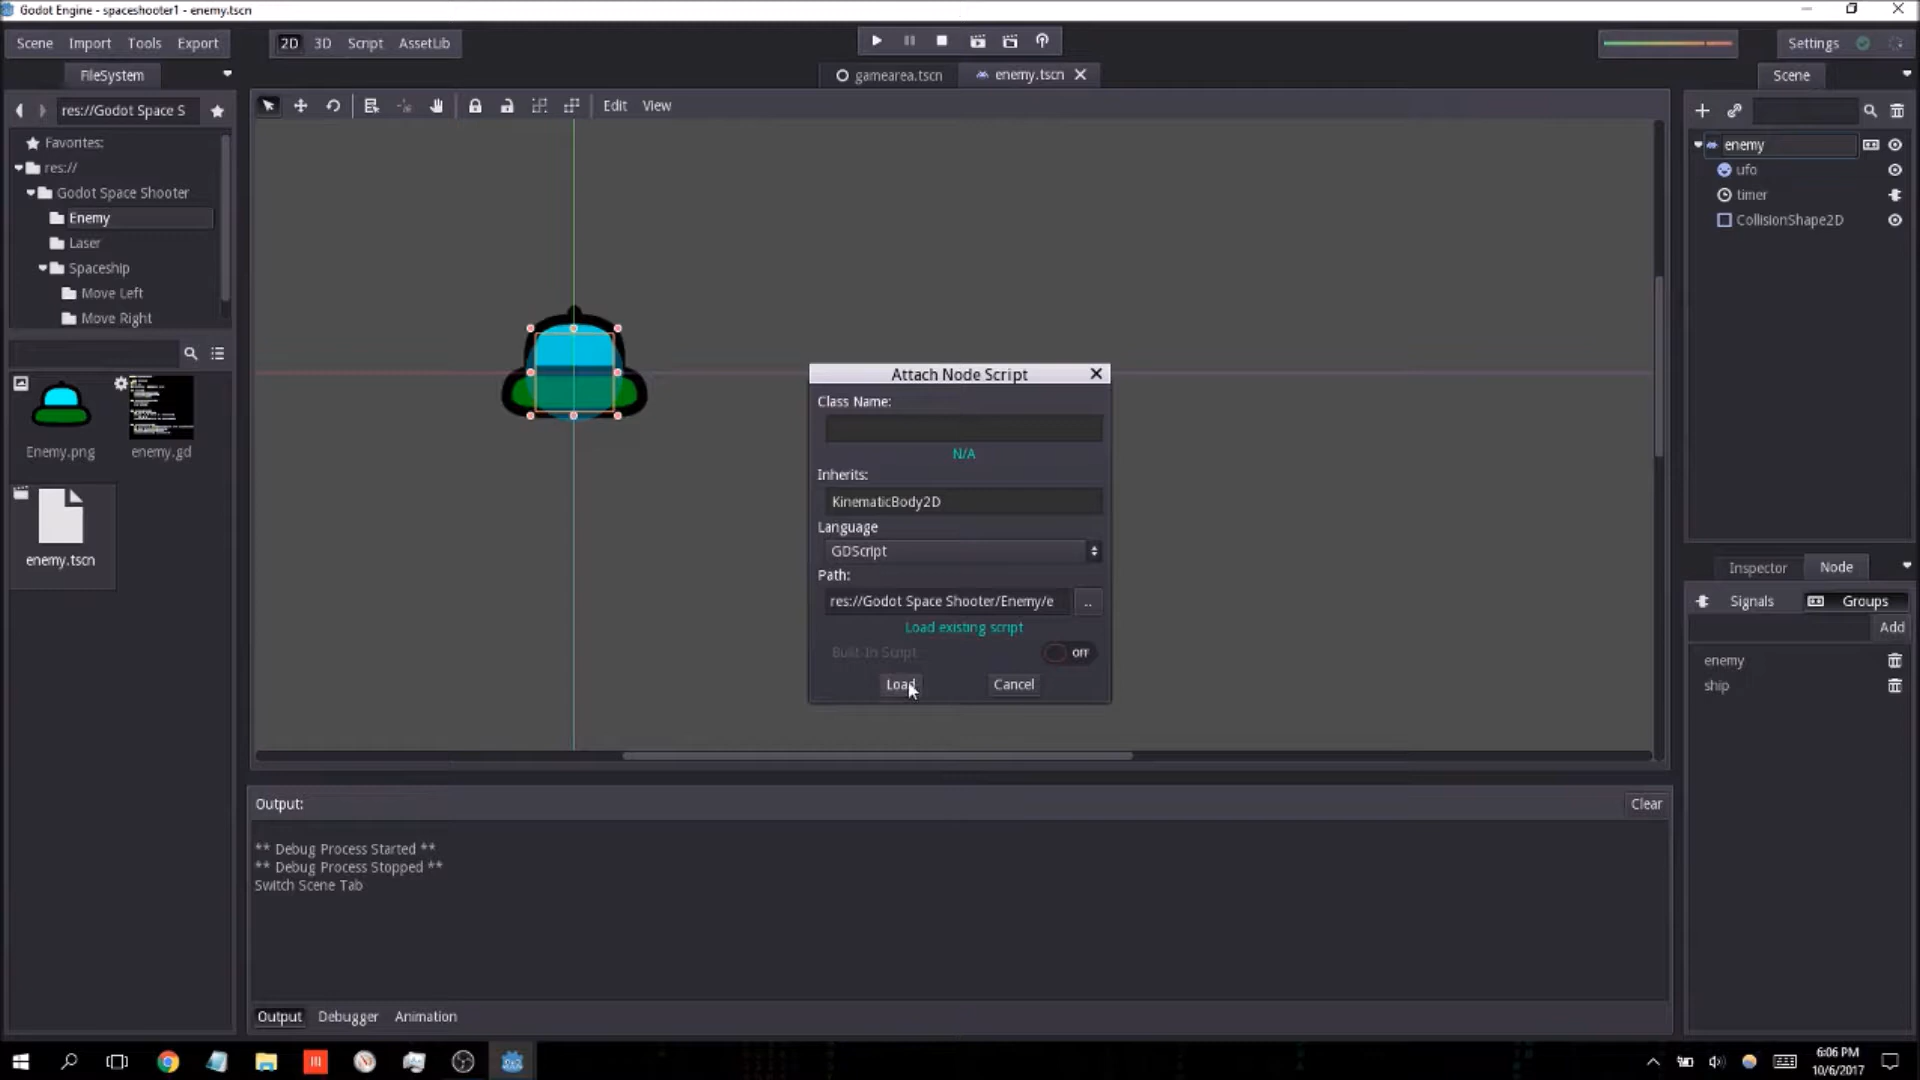 Godot Engine - spaceshooter1 - enemy.tscn
Scene Import Tools Export
2D 3D Script AssetLib
Settings
FileSystem
gamearea.tscn
enemy.tscn
Scene
res://Godot Space S
Edit View
Favorites:
res://
Godot Space Shooter
Enemy
Laser
Spaceship
Move Left
Move Right
Enemy.png
enemy.gd
enemy.tscn
Attach Node Script
Class Name:
N/A
Inherits:
KinematicBody2D
Language
GDScript
Path:
res://Godot Space Shooter/Enemy/e
..
Load existing script
Built-In Script
OFF
Load
Cancel
enemy
ufo
timer
CollisionShape2D
Inspector
Node
Signals
Groups
Add
enemy
ship
Output:
Clear
** Debug Process Started **
** Debug Process Stopped **
Switch Scene Tab
Output Debugger Animation
6:06 PM
10/6/2017